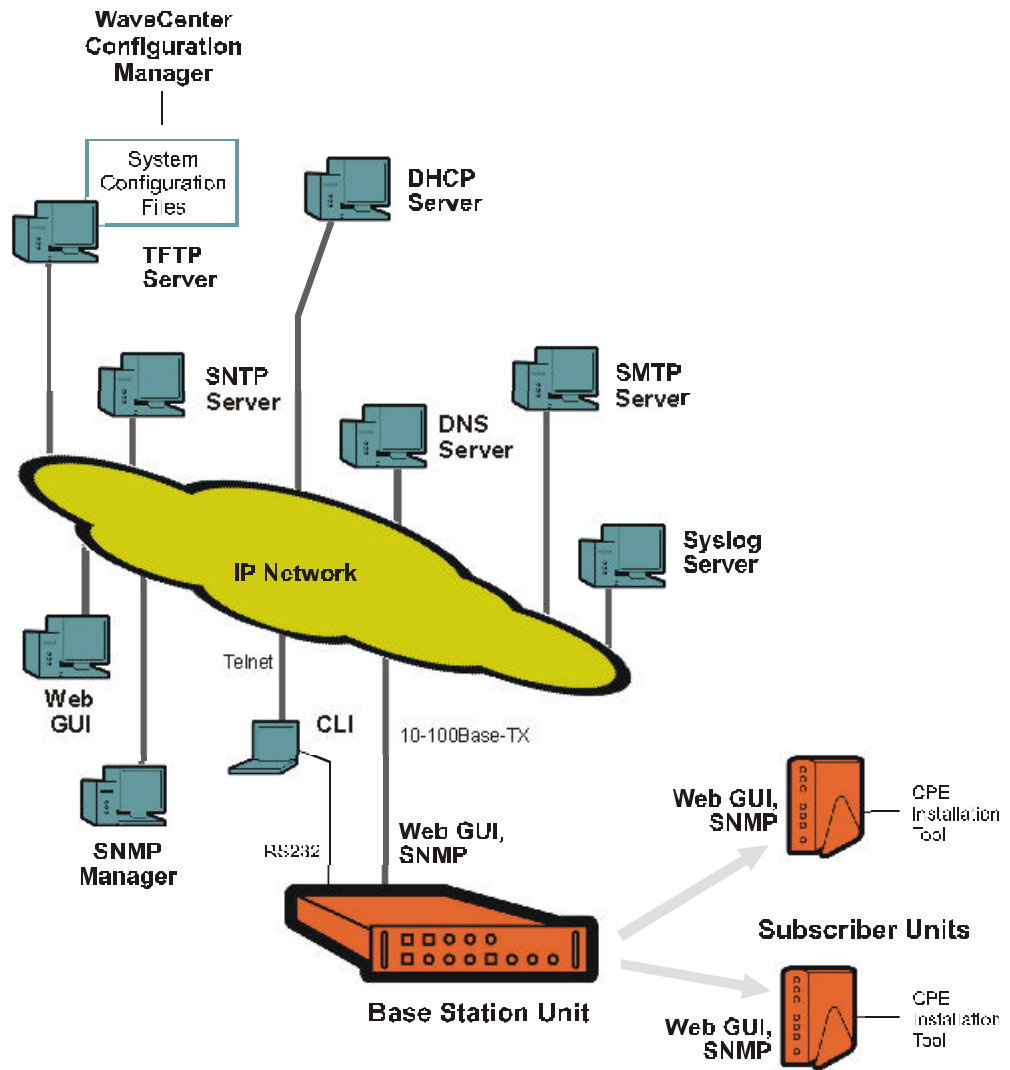 WaveCenter
Configuration
Manager
System
Configuration
Files
TFTP
Server
DHCP
Server
SNTP
Server
DNS
Server
SMTP
Server
Syslog
Server
IP Network
Web
GUI
Telnet
CLI
10-100Base-TX
SNMP
Manager
RS232
Web GUI,
SNMP
Base Station Unit
Web GUI,
SNMP
CPE
Installation
Tool
Subscriber Units
Web GUI,
SNMP
CPE
Installation
Tool